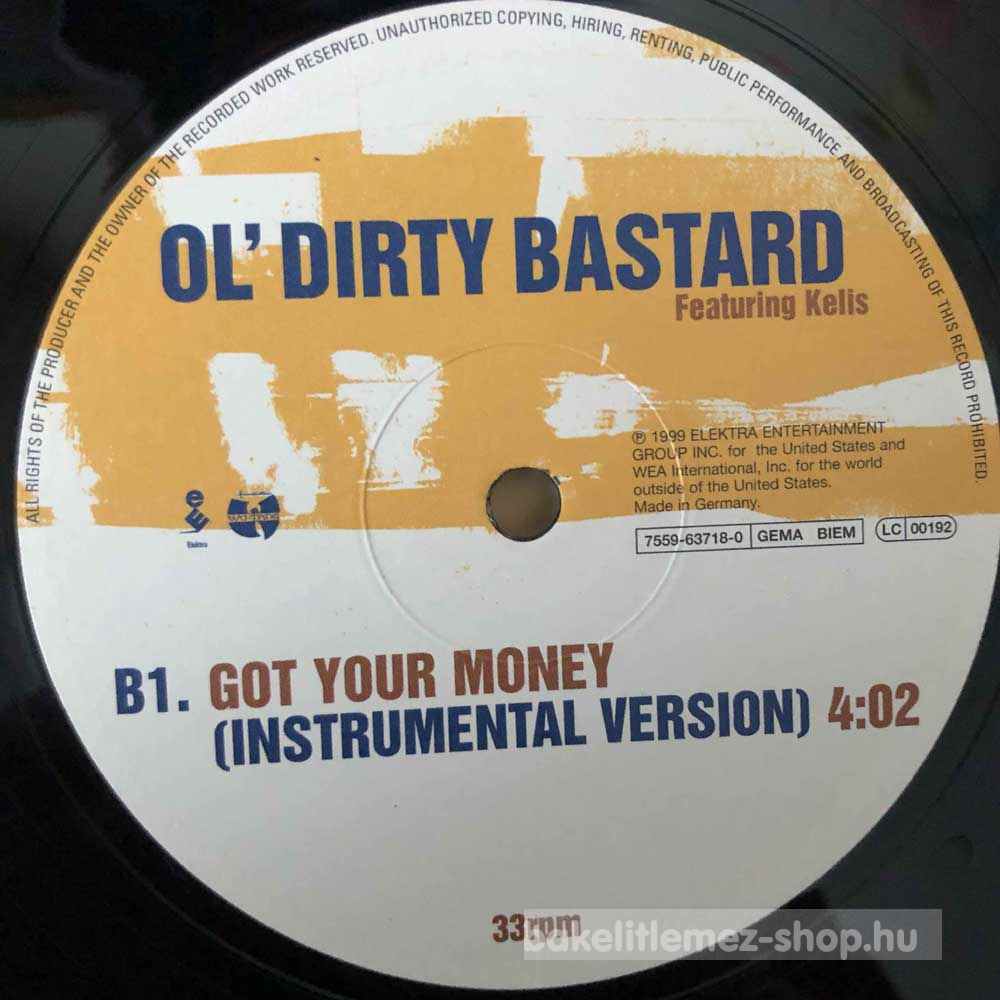 ALL RIGHTS OF THE PRODUCER AND THE OWNER OF THE RECORDED WORK RESERVED. UNAUTHORIZED COPYING, HIRING, RENTING, PUBLIC PERFORMANCE AND BROADCASTING OF THIS RECORD PROHIBITED.
OL' DIRTY BASTARD
Featuring Kelis
℗ 1999 ELEKTRA ENTERTAINMENT
GROUP INC. for the United States and
WEA International, Inc. for the world
outside of the United States.
Made in Germany.
7559-63718-0 GEMA BIEM LC 00192
Elektra
B1. GOT YOUR MONEY
(INSTRUMENTAL VERSION) 4:02
33rpm
bakelitlemez-shop.hu